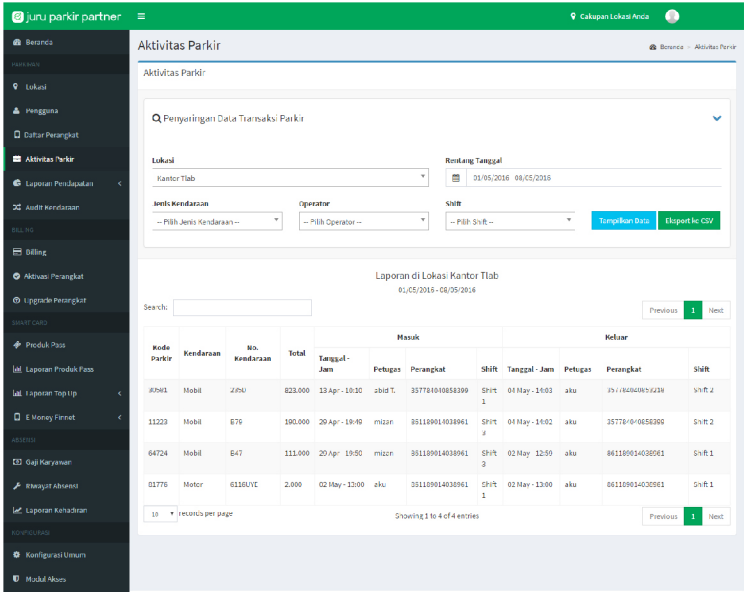 juru parkir partner
Cakupan Lokasi Anda
Beranda
PARKIRAN
Lokasi
Pengguna
Daftar Perangkat
Aktivitas Parkir
Laporan Pendapatan
Audit Kendaraan
BILLING
Billing
Aktivasi Perangkat
Upgrade Perangkat
SMART CARD
Produk Pass
Laporan Produk Pass
Laporan Top Up
E Money Finnet
ABSENSI
Gaji Karyawan
Riwayat Absensi
Laporan Kehadiran
KONFIGURASI
Konfigurasi Umum
Modul Akses
Aktivitas Parkir
Beranda > Aktivitas Parkir
Aktivitas Parkir
Penyaringan Data Transaksi Parkir
Lokasi Rentang Tanggal
Kantor Tlab 01/05/2016 - 08/05/2016
Jenis Kendaraan Operator Shift
-- Pilih Jenis Kendaraan -- -- Pilih Operator -- -- Pilih Shift -- Tampilkan Data Eksport ke CSV
Laporan di Lokasi Kantor Tlab
01/05/2016 - 08/05/2016
Search: Previous 1 Next
Masuk Keluar
Kode Parkir Kendaraan No. Kendaraan Total Tanggal - Jam Petugas Perangkat Shift Tanggal - Jam Petugas Perangkat Shift
Mobil 823.000 13 Apr - 10:10 abid T. 357784040858399 Shift 1 04 May - 14:03 aku Shift 2
11223 Mobil B79 190.000 29 Apr - 19:49 mizan 861189014038961 Shift 3 04 May - 14:02 aku 357784040858399 Shift 2
64724 Mobil B47 111.000 29 Apr - 19:50 mizan 861189014038961 Shift 3 02 May - 12:59 aku 861189014038961 Shift 1
81776 Motor 6116UYE 2.000 02 May - 13:00 aku 861189014038961 Shift 1 02 May - 13:00 aku 861189014038961 Shift 1
10 records per page Showing 1 to 4 of 4 entries Previous 1 Next